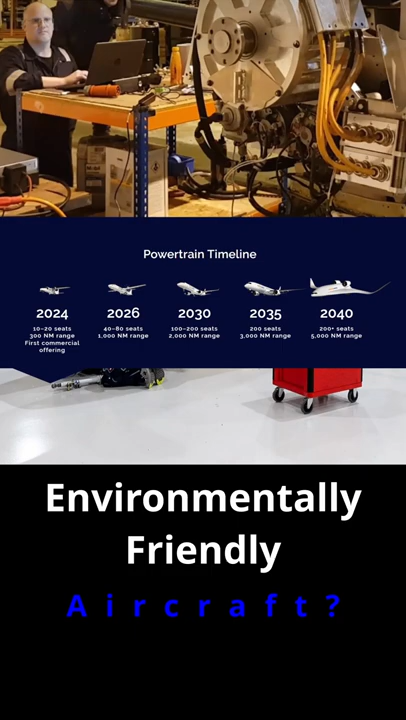 Powertrain Timeline
2024 2026 2030 2035 2040
10–20 seats 40–80 seats 100–200 seats 200 seats 200+ seats
300 NM range 1,000 NM range 2,000 NM range 3,000 NM range 5,000 NM range
First commercial
offering
Environmentally
Friendly
Aircraft?